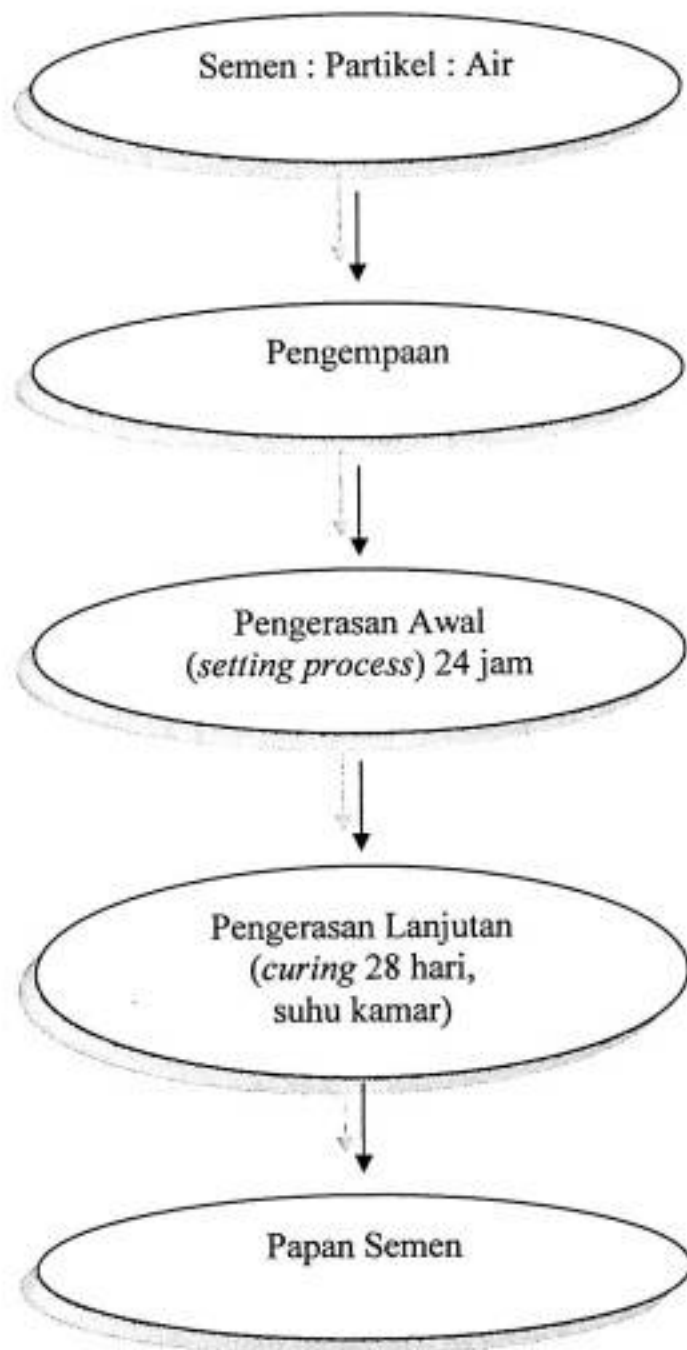 Semen : Partikel : Air
Pengempaan
Pengerasan Awal
(setting process) 24 jam
Pengerasan Lanjutan
(curing 28 hari,
suhu kamar)
Papan Semen